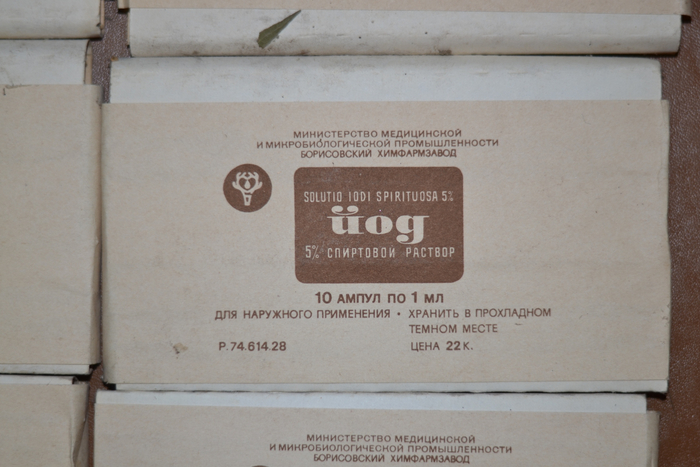 МИНИСТЕРСТВО МЕДИЦИНСКОЙ
И МИКРОБИОЛОГИЧЕСКОЙ ПРОМЫШЛЕННОСТИ
БОРИСОВСКИЙ ХИМФАРМЗАВОД
SOLUTIO IODI SPIRITUOSA 5%
йод
5% СПИРТОВОЙ РАСТВОР
10 АМПУЛ ПО 1 МЛ
ДЛЯ НАРУЖНОГО ПРИМЕНЕНИЯ • ХРАНИТЬ В ПРОХЛАДНОМ
ТЕМНОМ МЕСТЕ
Р. 74.614.28 ЦЕНА 22 К.
МИНИСТЕРСТВО МЕДИЦИНСКОЙ
И МИКРОБИОЛОГИЧЕСКОЙ ПРОМЫШЛЕННОСТИ
БОРИСОВСКИЙ ХИМФАРМЗАВОД